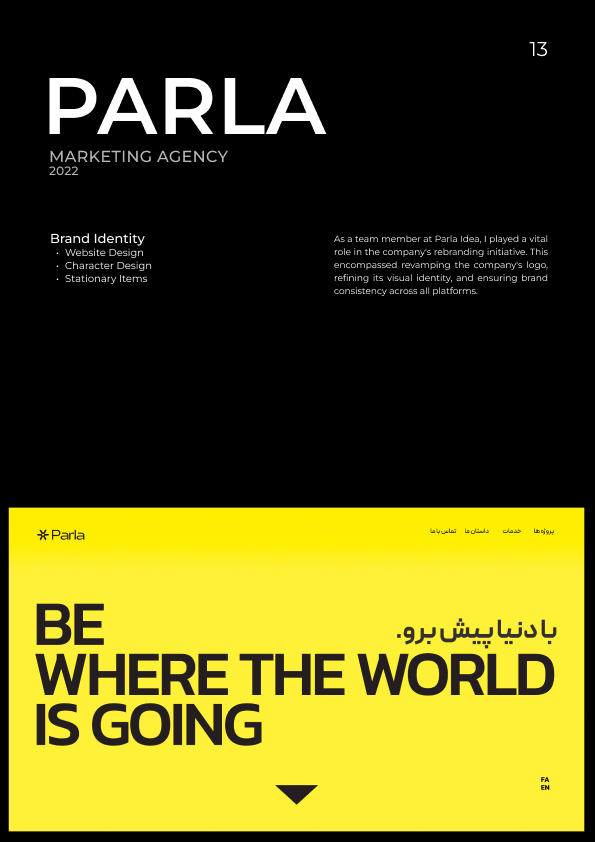 13
PARLA
MARKETING AGENCY
2022
Brand Identity
• Website Design
• Character Design
• Stationary Items
As a team member at Parla Idea, I played a vital
role in the company's rebranding initiative. This
encompassed revamping the company's logo,
refining its visual identity, and ensuring brand
consistency across all platforms.
Parla
پروژه‌ها خدمات داستان ما تماس با ما
BE
با دنیا پیش برو.
WHERE THE WORLD
IS GOING
FA
EN